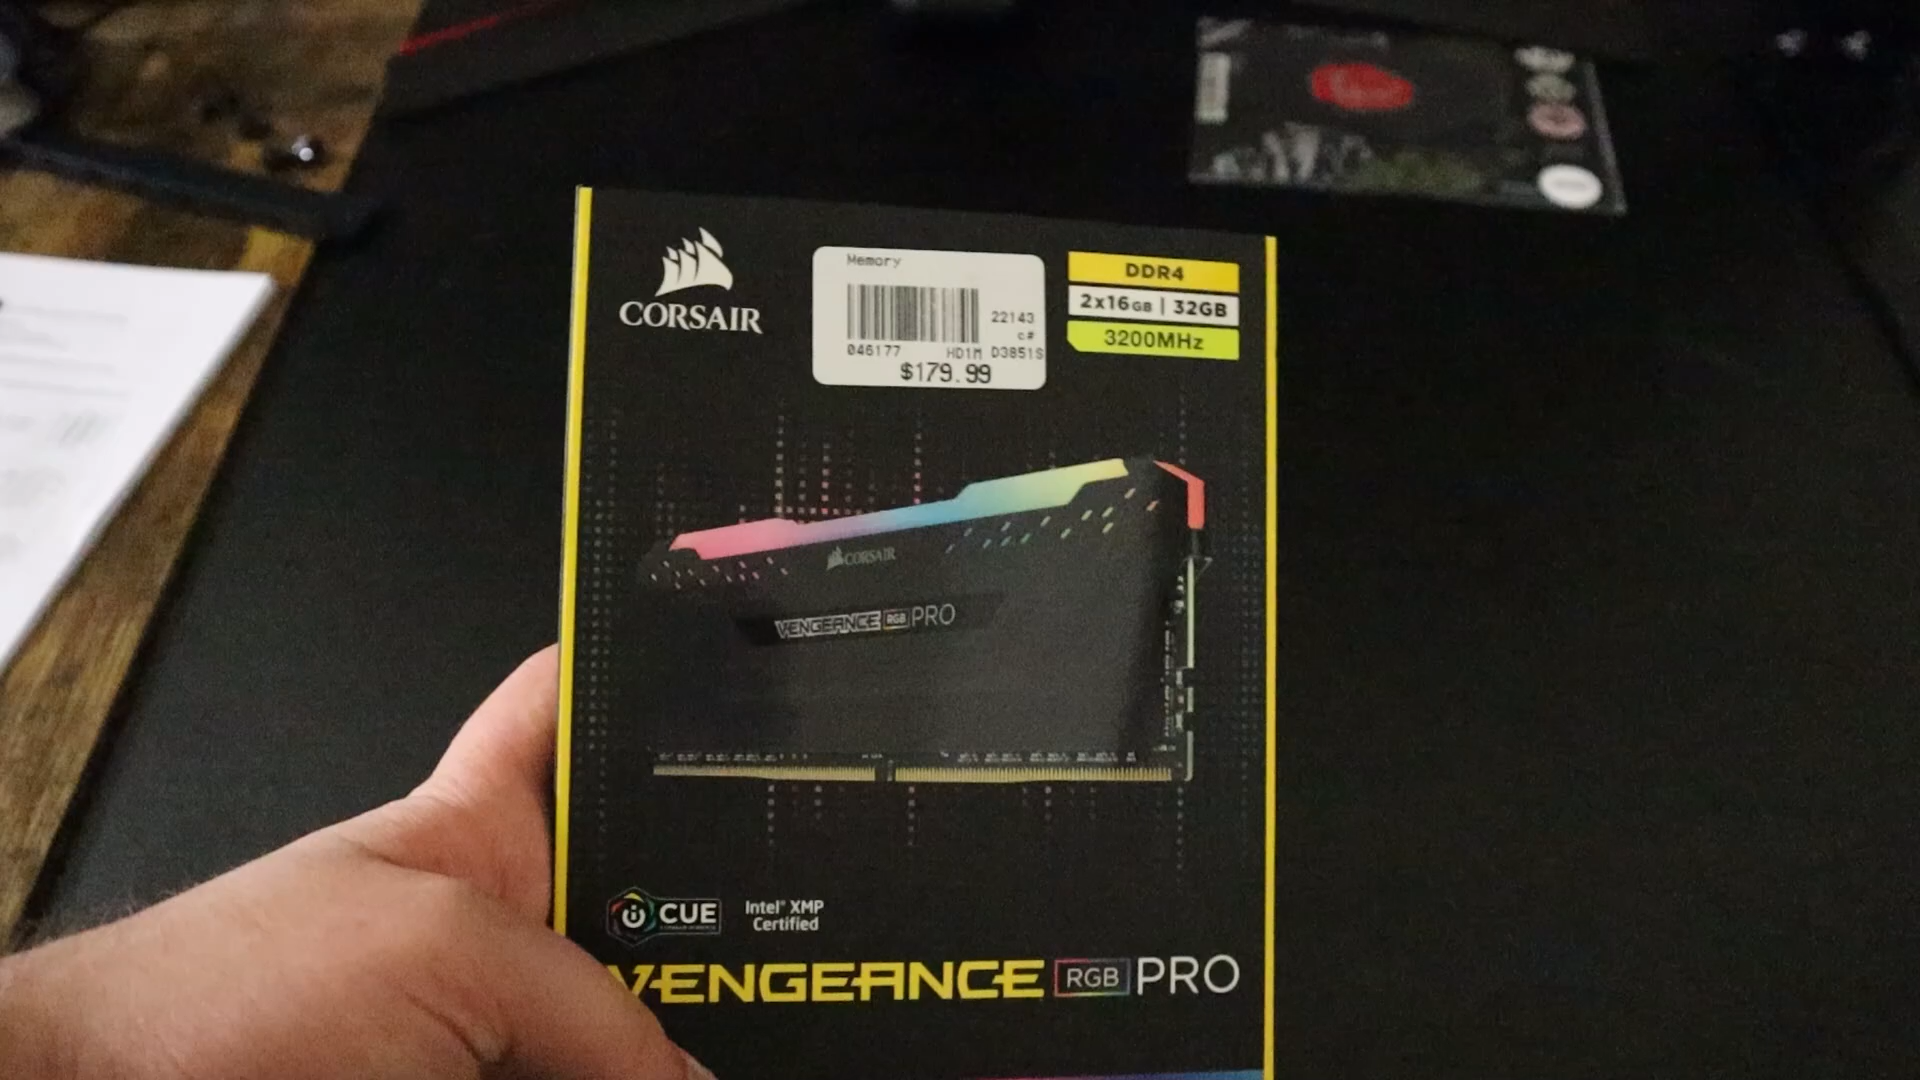 CORSAIR
Memory
22143
c#
046177 HD1M D3851S
$179.99
DDR4
2x16GB | 32GB
3200MHz
CORSAIR
VENGEANCE RGB PRO
iCUE
Intel® XMP
Certified
VENGEANCE RGB PRO